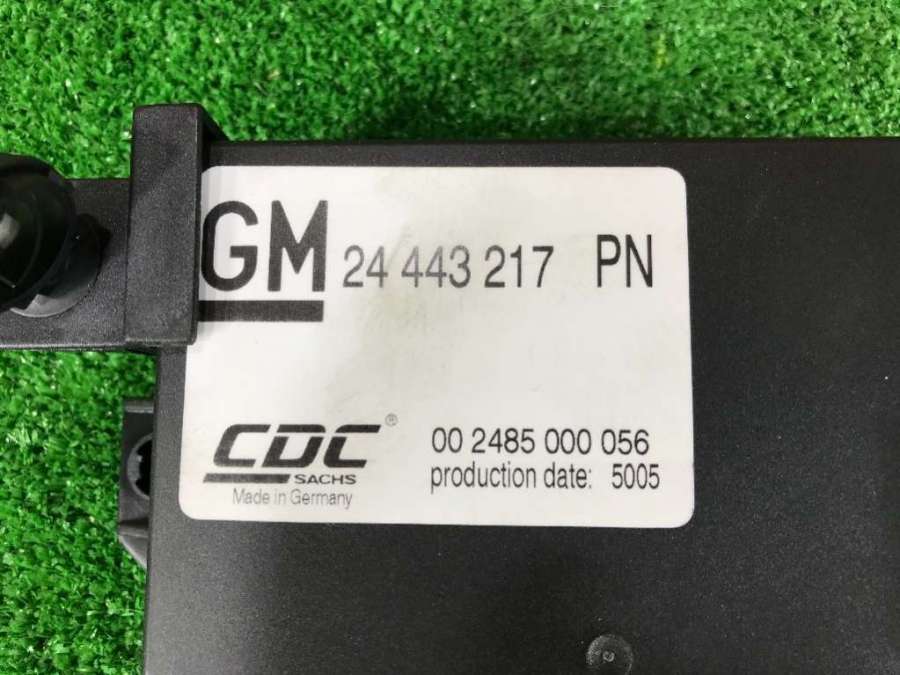 GM 24 443 217 PN
CDC® 00 2485 000 056
SACHS production date: 5005
Made in Germany